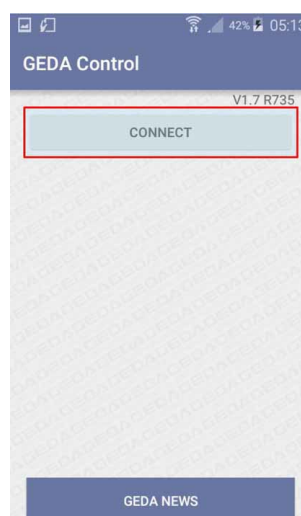 42% 05:13
GEDA Control
V1.7 R735
CONNECT
GEDA NEWS